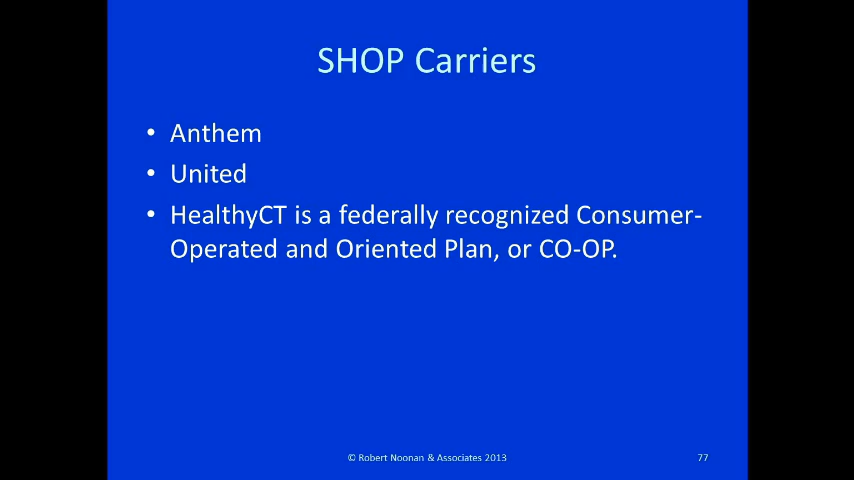 SHOP Carriers
• Anthem
• United
• HealthyCT is a federally recognized Consumer-
Operated and Oriented Plan, or CO-OP.
© Robert Noonan & Associates 2013 77